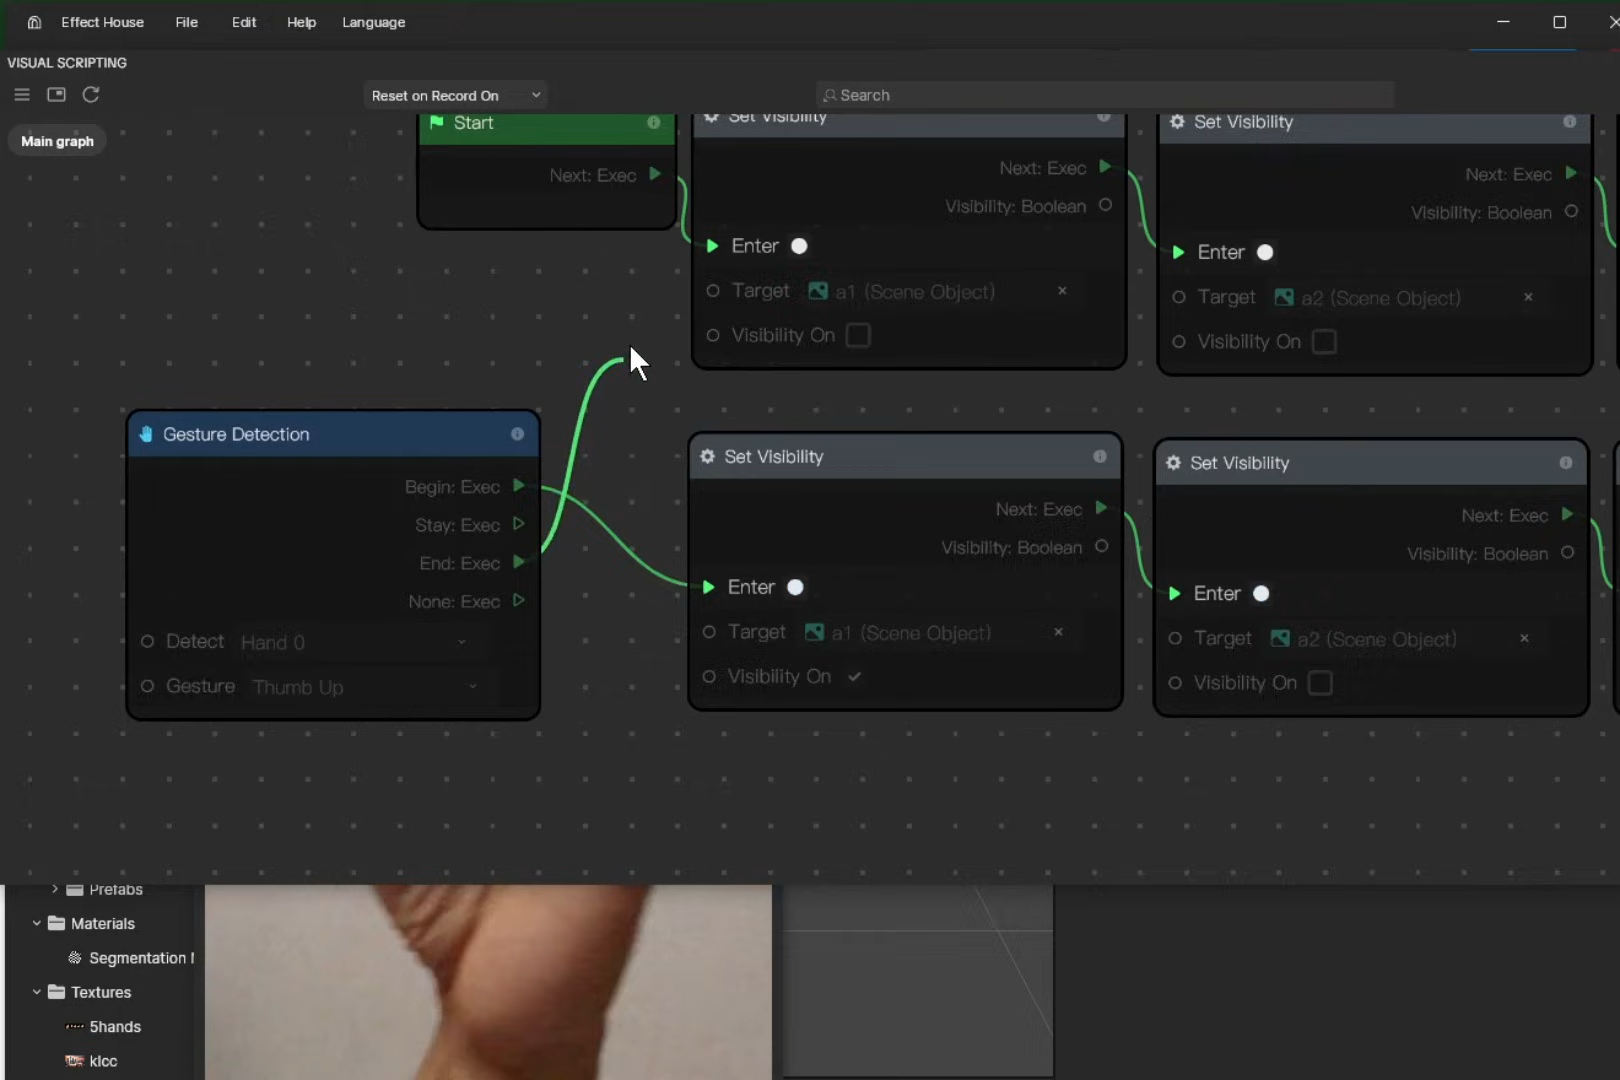 Effect House File Edit Help Language
VISUAL SCRIPTING
Reset on Record On
Search
Main graph
Start
Next: Exec
Set Visibility
Next: Exec
Visibility: Boolean
Enter
Target a1 (Scene Object)
Visibility On
Set Visibility
Next: Exec
Visibility: Boolean
Enter
Target a2 (Scene Object)
Visibility On
Gesture Detection
Begin: Exec
Stay: Exec
End: Exec
None: Exec
Detect Hand 0
Gesture Thumb Up
Set Visibility
Next: Exec
Visibility: Boolean
Enter
Target a1 (Scene Object)
Visibility On
Set Visibility
Next: Exec
Visibility: Boolean
Enter
Target a2 (Scene Object)
Visibility On
Prefabs
Materials
Segmentation
Textures
5hands
klcc